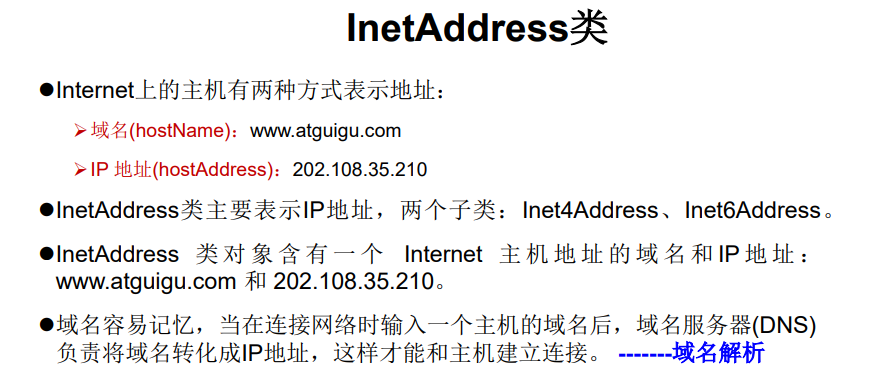 InetAddress类
●Internet上的主机有两种方式表示地址：
➢域名(hostName)：www.atguigu.com
➢IP 地址(hostAddress)：202.108.35.210
●InetAddress类主要表示IP地址，两个子类：Inet4Address、Inet6Address。
●InetAddress 类对象含有一个 Internet 主机地址的域名和IP地址：
www.atguigu.com 和 202.108.35.210。
●域名容易记忆，当在连接网络时输入一个主机的域名后，域名服务器(DNS)
负责将域名转化成IP地址，这样才能和主机建立连接。 -------域名解析